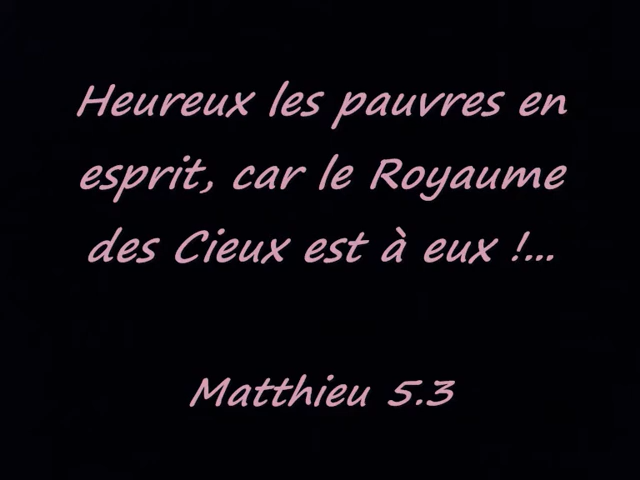 Heureux les pauvres en
esprit, car le Royaume
des Cieux est à eux !...
Matthieu 5.3